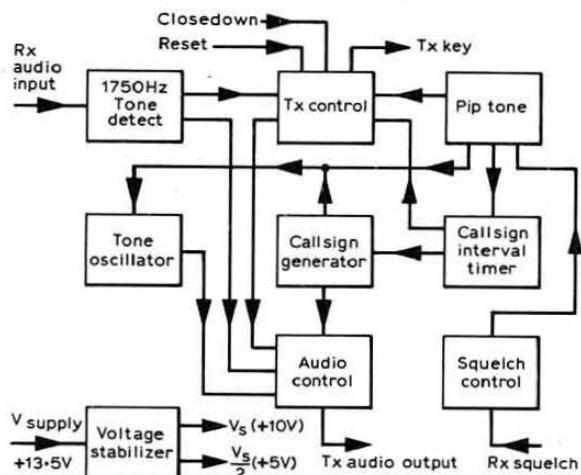 Closedown
Reset
Tx key
Rx
audio
input
1750Hz
Tone
detect
Tx control
Pip tone
Tone
oscillator
Callsign
generator
Callsign
interval
timer
Audio
control
Squelch
control
V supply
+13·5V
Voltage
stabilizer
Vs (+10V)
Vs/2 (+5V)
Tx audio output
Rx squelch